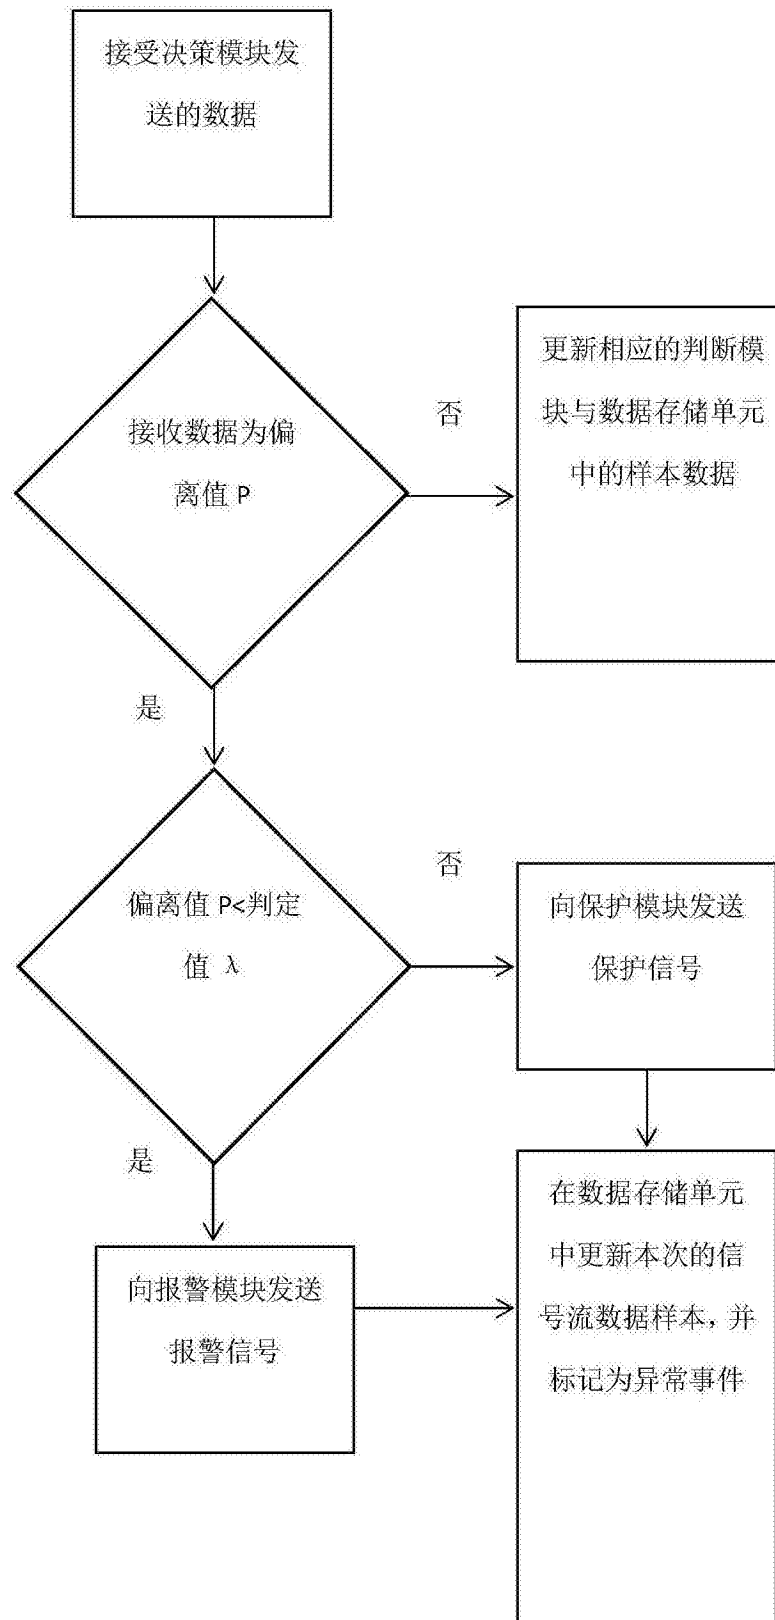 接受决策模块发
送的数据
接收数据为偏
离值 P
否
更新相应的判断模
块与数据存储单元
中的样本数据
是
偏离值 P<判定
值 λ
否
向保护模块发送
保护信号
是
向报警模块发送
报警信号
在数据存储单元
中更新本次的信
号流数据样本，并
标记为异常事件